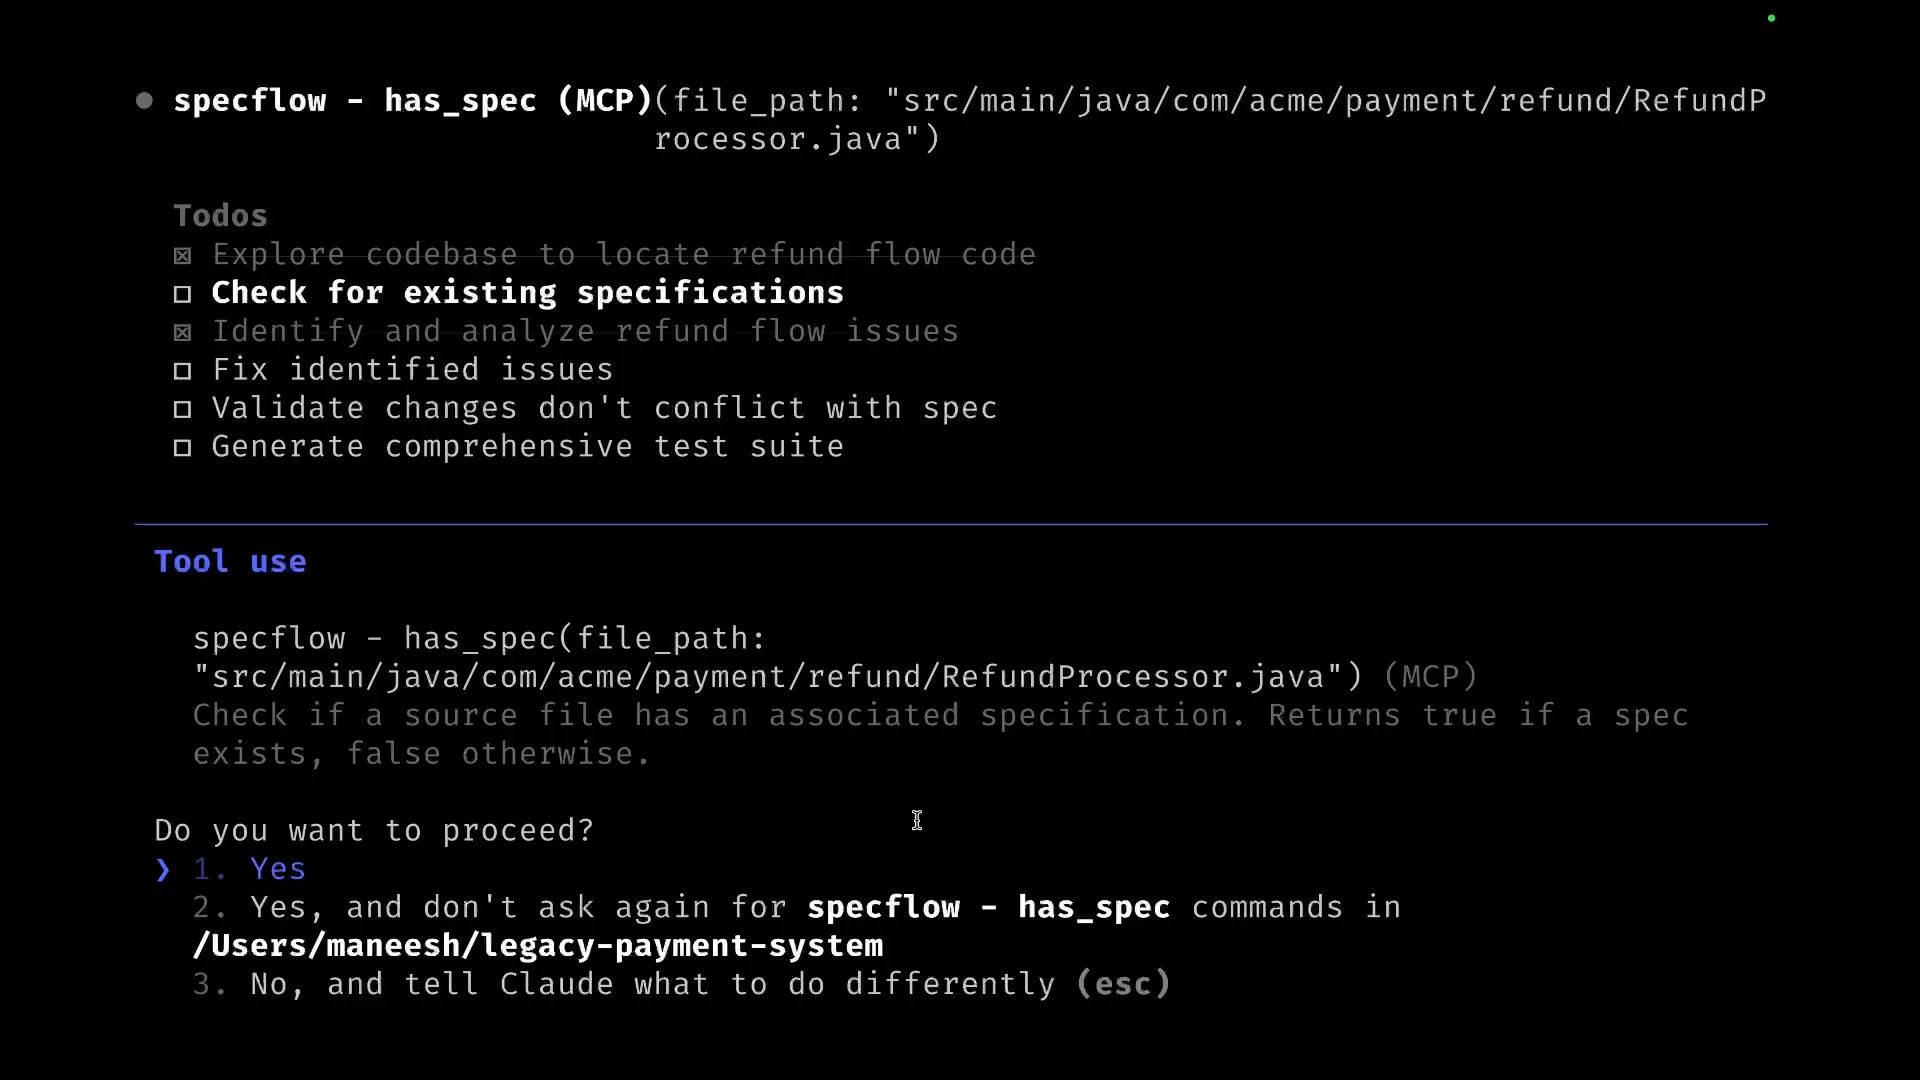 ● specflow - has_spec (MCP)(file_path: "src/main/java/com/acme/payment/refund/RefundP
rocessor.java")
Todos
☒ Explore codebase to locate refund flow code
☐ Check for existing specifications
☒ Identify and analyze refund flow issues
☐ Fix identified issues
☐ Validate changes don't conflict with spec
☐ Generate comprehensive test suite
Tool use
specflow - has_spec(file_path:
"src/main/java/com/acme/payment/refund/RefundProcessor.java") (MCP)
Check if a source file has an associated specification. Returns true if a spec
exists, false otherwise.
Do you want to proceed?
❯ 1. Yes
2. Yes, and don't ask again for specflow - has_spec commands in
/Users/maneesh/legacy-payment-system
3. No, and tell Claude what to do differently (esc)